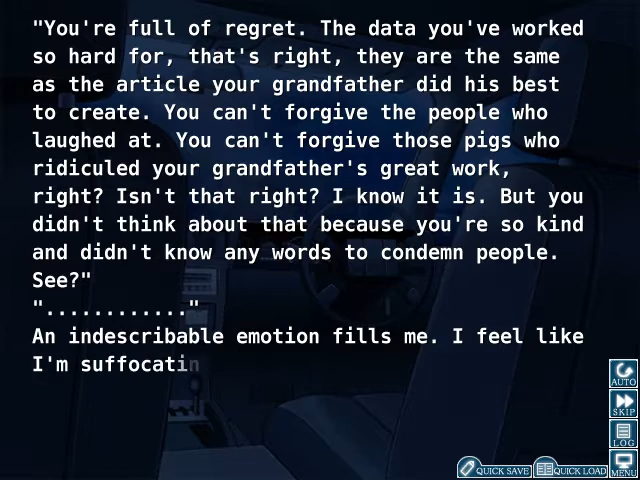 "You're full of regret. The data you've worked
so hard for, that's right, they are the same
as the article your grandfather did his best
to create. You can't forgive the people who
laughed at. You can't forgive those pigs who
ridiculed your grandfather's great work,
right? Isn't that right? I know it is. But you
didn't think about that because you're so kind
and didn't know any words to condemn people.
See?"
"............"
An indescribable emotion fills me. I feel like
I'm suffocatin
AUTO
SKIP
LOG
MENU
QUICK SAVE
QUICK LOAD